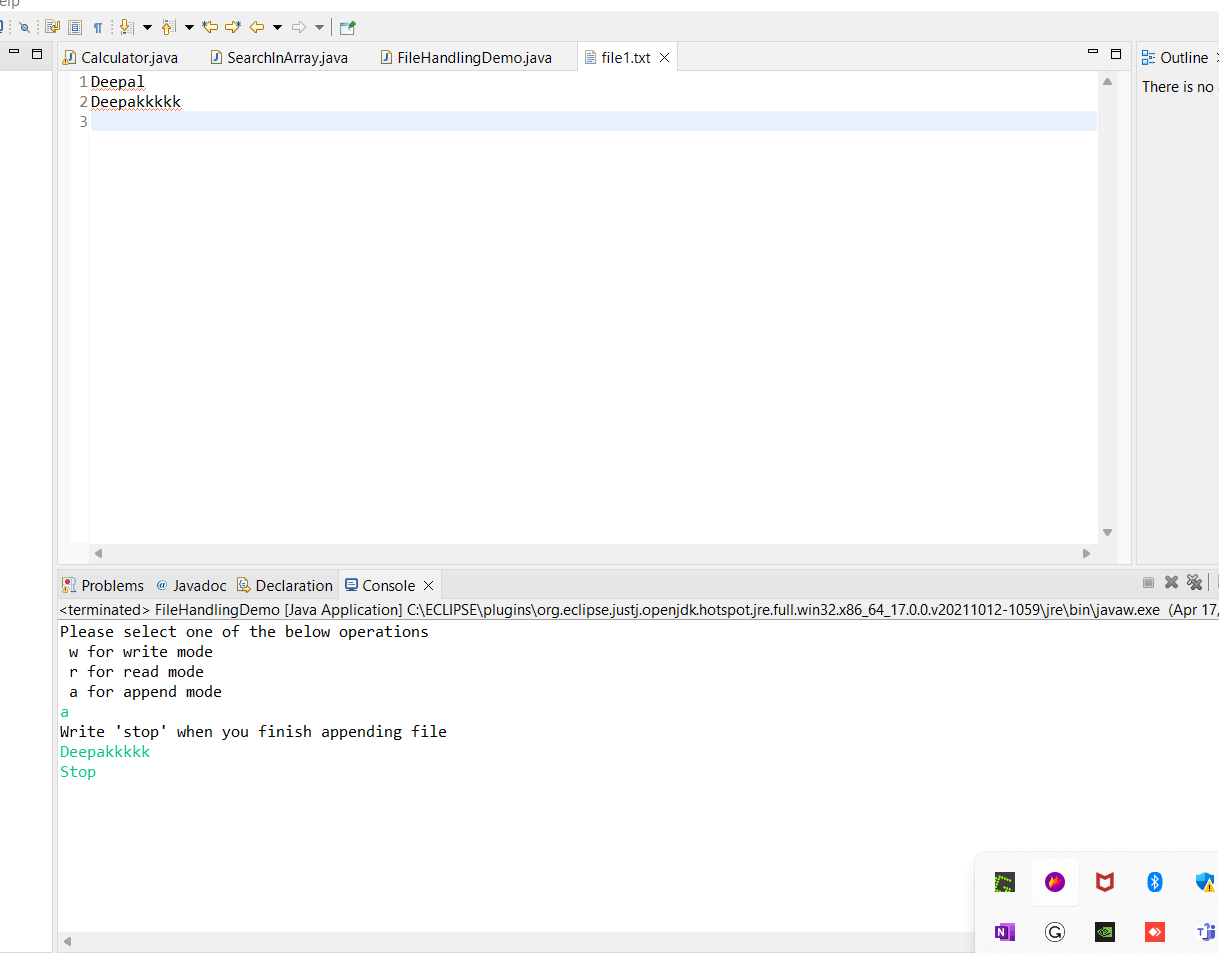 elp
Calculator.java
SearchInArray.java
FileHandlingDemo.java
file1.txt
Outline
1 Deepal
2 Deepakkkkk
3
There is no
Problems
@ Javadoc
Declaration
Console
<terminated> FileHandlingDemo [Java Application] C:\ECLIPSE\plugins\org.eclipse.justj.openjdk.hotspot.jre.full.win32.x86_64_17.0.0.v20211012-1059\jre\bin\javaw.exe (Apr 17,
Please select one of the below operations
w for write mode
r for read mode
a for append mode
a
Write 'stop' when you finish appending file
Deepakkkkk
Stop